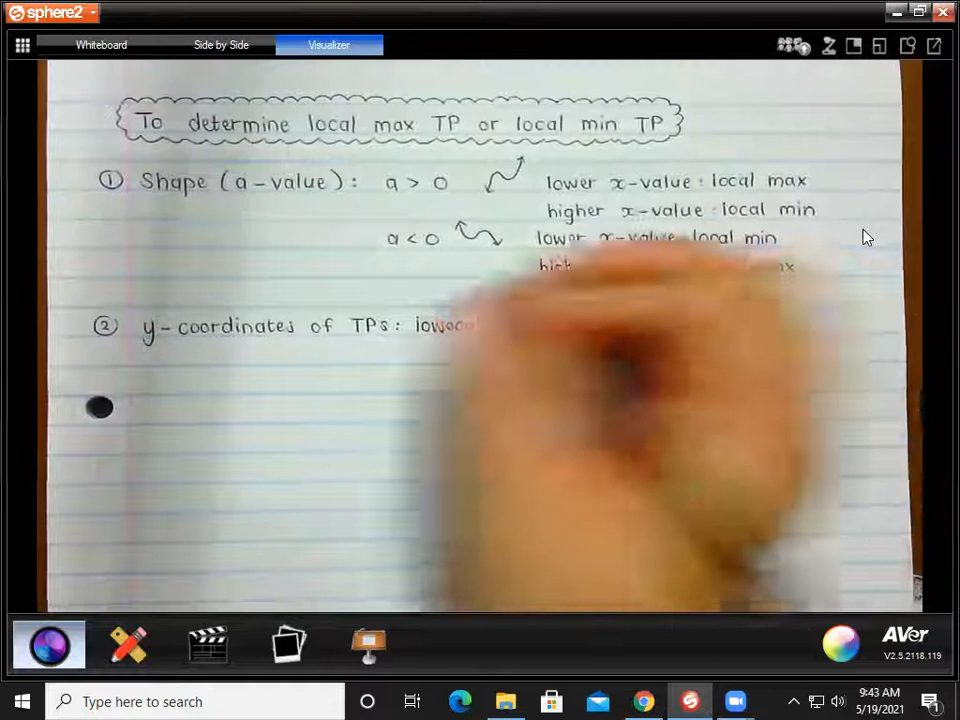 sphere2
Whiteboard
Side by Side
Visualizer
To determine local max TP or local min TP
① Shape (a-value): a > 0 lower x-value: local max
higher x-value: local min
a < 0 lower x-value: local min
② y-coordinates of TPs:
AVer
V2.5.2118.119
Type here to search
9:43 AM
5/19/2021
1